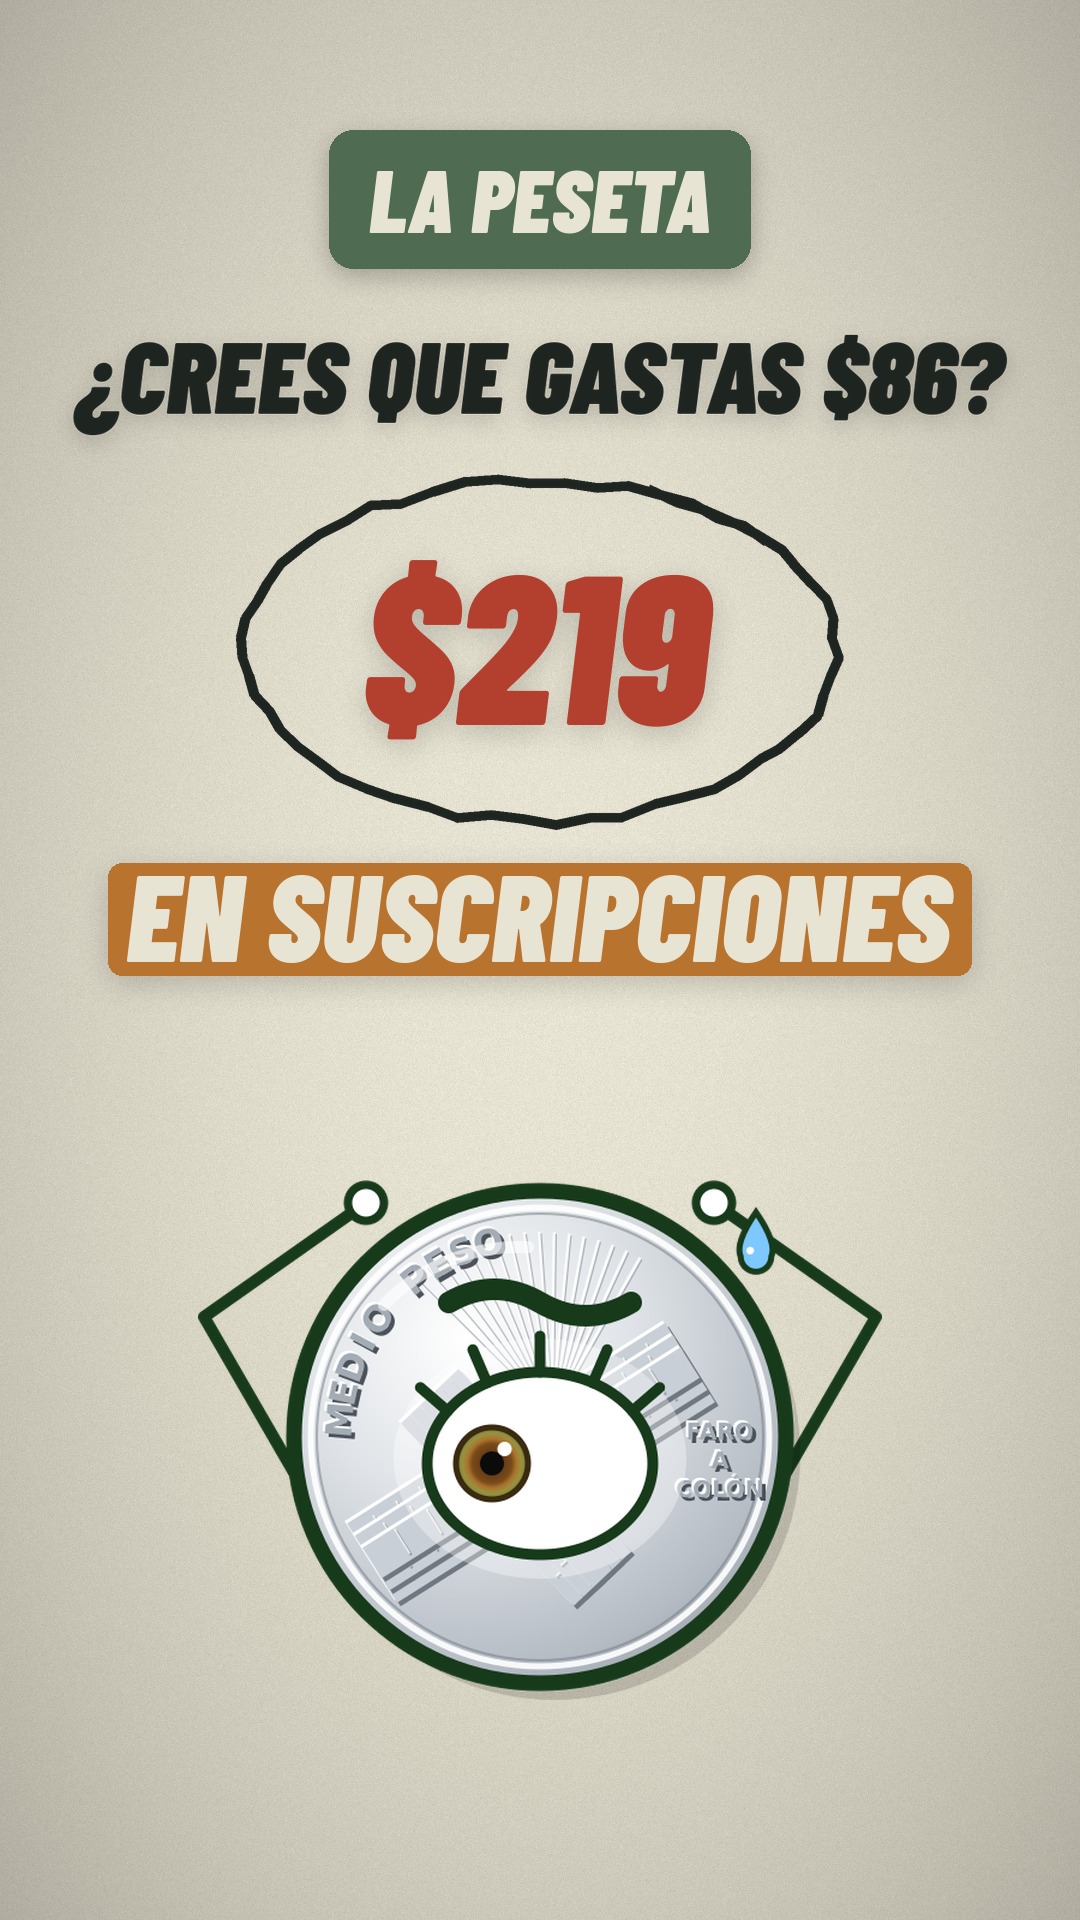 LA PESETA
¿CREES QUE GASTAS $86?
$219
EN SUSCRIPCIONES
MEDIO PESO
FARO
A
COLÓN